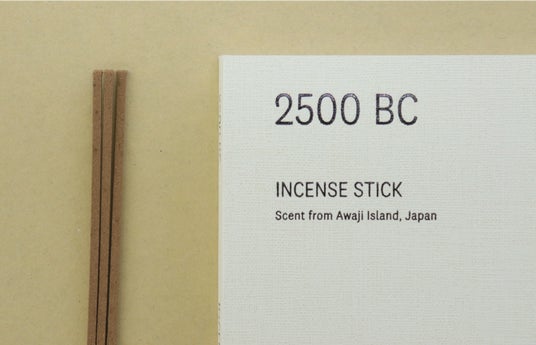 2500 BC
INCENSE STICK
Scent from Awaji Island, Japan